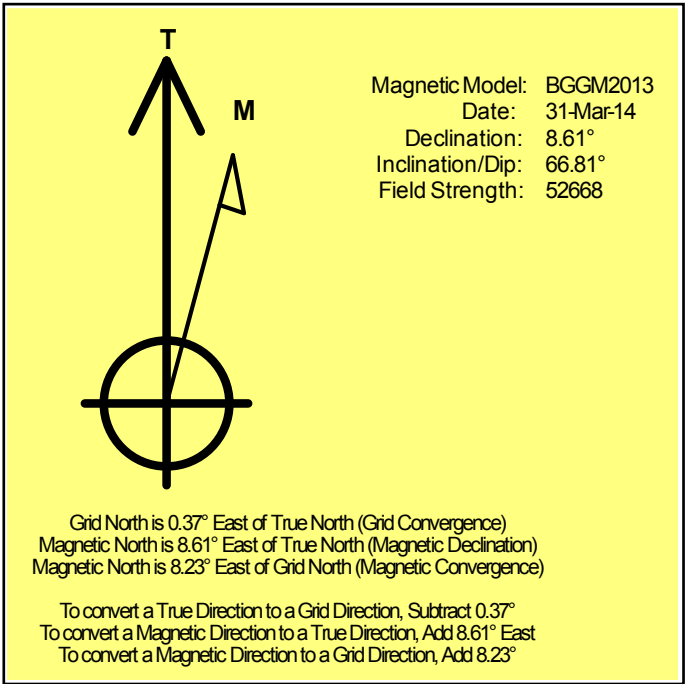 T
M
Magnetic Model: BGGM2013
Date: 31-Mar-14
Declination: 8.61°
Inclination/Dip: 66.81°
Field Strength: 52668
Grid North is 0.37° East of True North (Grid Convergence)
Magnetic North is 8.61° East of True North (Magnetic Declination)
Magnetic North is 8.23° East of Grid North (Magnetic Convergence)
To convert a True Direction to a Grid Direction, Subtract 0.37°
To convert a Magnetic Direction to a True Direction, Add 8.61° East
To convert a Magnetic Direction to a Grid Direction, Add 8.23°